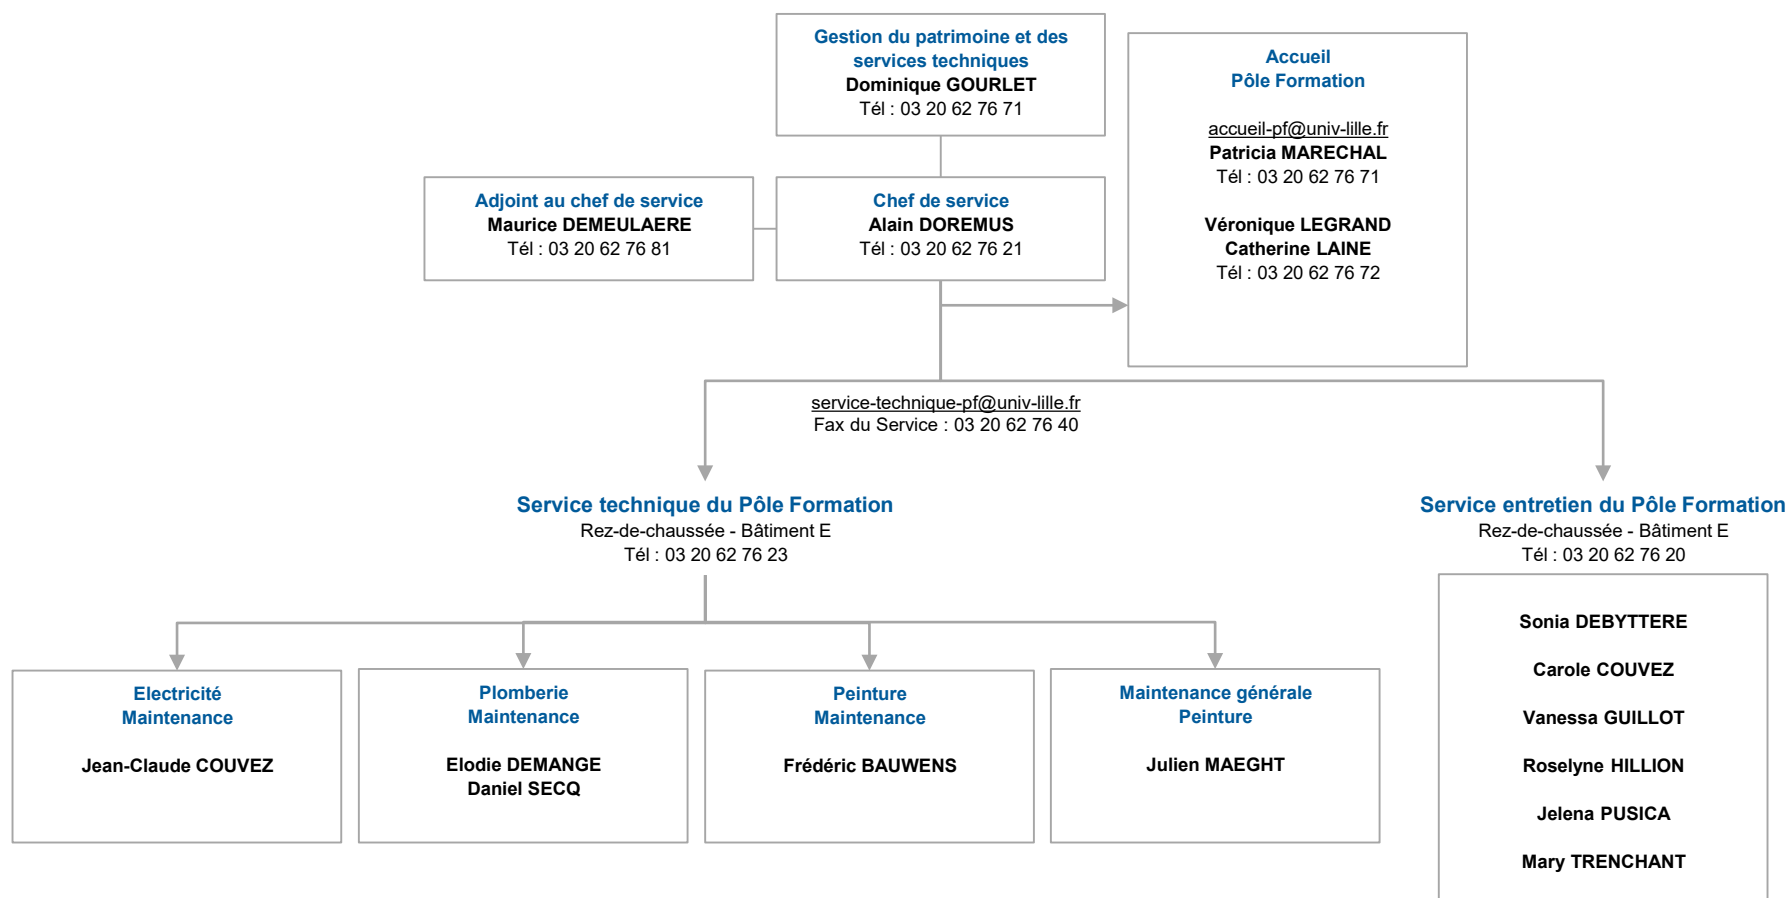 Gestion du patrimoine et des
services techniques
Dominique GOURLET
Tél : 03 20 62 76 71
Accueil
Pôle Formation
accueil-pf@univ-lille.fr
Patricia MARECHAL
Tél : 03 20 62 76 71
Véronique LEGRAND
Catherine LAINE
Tél : 03 20 62 76 72
Adjoint au chef de service
Maurice DEMEULAERE
Tél : 03 20 62 76 81
Chef de service
Alain DOREMUS
Tél : 03 20 62 76 21
service-technique-pf@univ-lille.fr
Fax du Service : 03 20 62 76 40
Service technique du Pôle Formation
Rez-de-chaussée - Bâtiment E
Tél : 03 20 62 76 23
Service entretien du Pôle Formation
Rez-de-chaussée - Bâtiment E
Tél : 03 20 62 76 20
Electricité
Maintenance
Jean-Claude COUVEZ
Plomberie
Maintenance
Elodie DEMANGE
Daniel SECQ
Peinture
Maintenance
Frédéric BAUWENS
Maintenance générale
Peinture
Julien MAEGHT
Sonia DEBYTTERE
Carole COUVEZ
Vanessa GUILLOT
Roselyne HILLION
Jelena PUSICA
Mary TRENCHANT